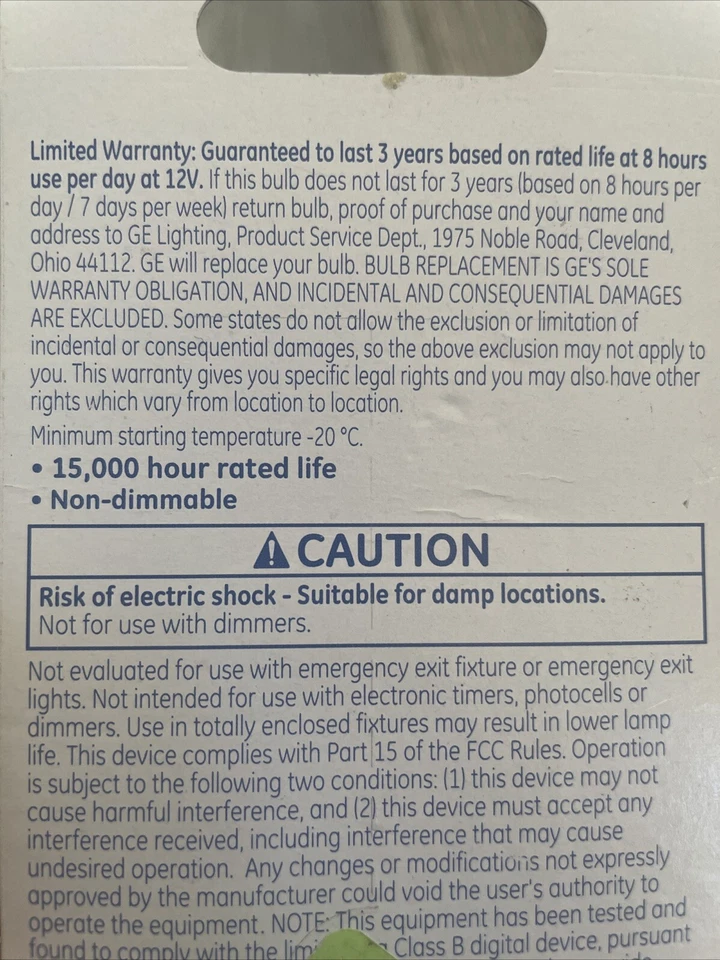 Limited Warranty: Guaranteed to last 3 years based on rated life at 8 hours
use per day at 12V. If this bulb does not last for 3 years (based on 8 hours per
day / 7 days per week) return bulb, proof of purchase and your name and
address to GE Lighting, Product Service Dept., 1975 Noble Road, Cleveland,
Ohio 44112. GE will replace your bulb. BULB REPLACEMENT IS GE'S SOLE
WARRANTY OBLIGATION, AND INCIDENTAL AND CONSEQUENTIAL DAMAGES
ARE EXCLUDED. Some states do not allow the exclusion or limitation of
incidental or consequential damages, so the above exclusion may not apply to
you. This warranty gives you specific legal rights and you may also have other
rights which vary from location to location.
Minimum starting temperature -20 °C.
• 15,000 hour rated life
• Non-dimmable
CAUTION
Risk of electric shock - Suitable for damp locations.
Not for use with dimmers.
Not evaluated for use with emergency exit fixture or emergency exit
lights. Not intended for use with electronic timers, photocells or
dimmers. Use in totally enclosed fixtures may result in lower lamp
life. This device complies with Part 15 of the FCC Rules. Operation
is subject to the following two conditions: (1) this device may not
cause harmful interference, and (2) this device must accept any
interference received, including interference that may cause
undesired operation. Any changes or modifications not expressly
approved by the manufacturer could void the user's authority to
operate the equipment. NOTE: This equipment has been tested and
found to comply with the Class B digital device, pursuant